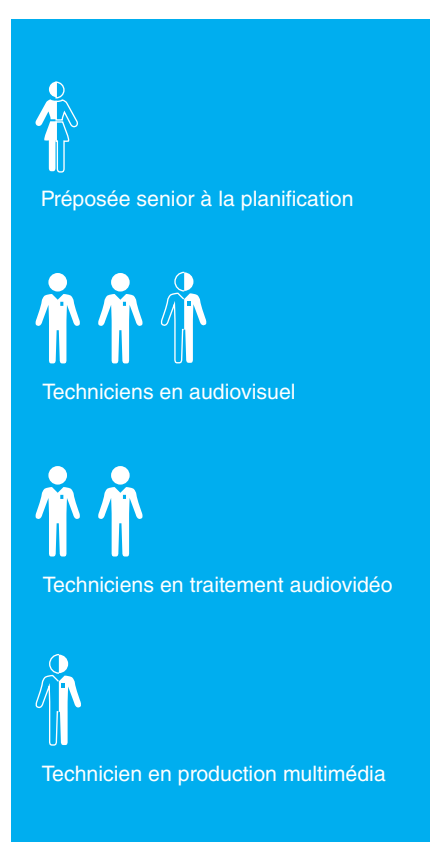 Préposée senior à la planification
Techniciens en audiovisuel
Techniciens en traitement audiovidéo
Technicien en production multimédia